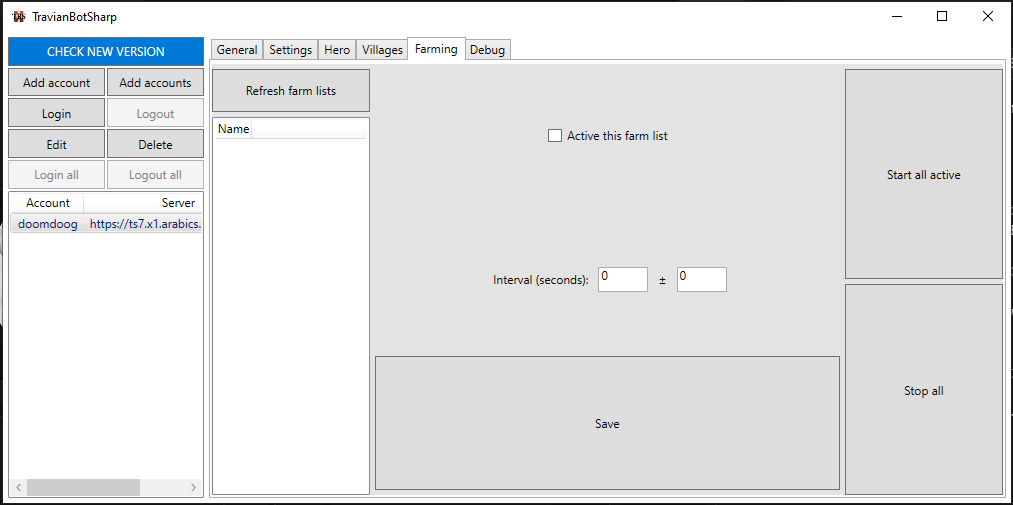 TravianBotSharp
CHECK NEW VERSION
Add account
Add accounts
Login
Logout
Edit
Delete
Login all
Logout all
Account Server
doomdoog https://ts7.x1.arabics.
General Settings Hero Villages Farming Debug
Refresh farm lists
Name
Active this farm list
Interval (seconds): 0 ± 0
Save
Start all active
Stop all